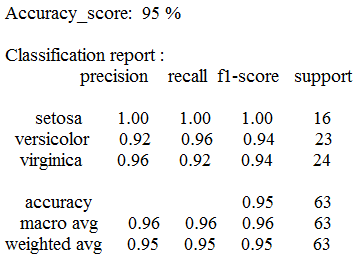 Accuracy_score: 95 %
Classification report :
precision recall f1-score support
setosa 1.00 1.00 1.00 16
versicolor 0.92 0.96 0.94 23
virginica 0.96 0.92 0.94 24
accuracy 0.95 63
macro avg 0.96 0.96 0.96 63
weighted avg 0.95 0.95 0.95 63